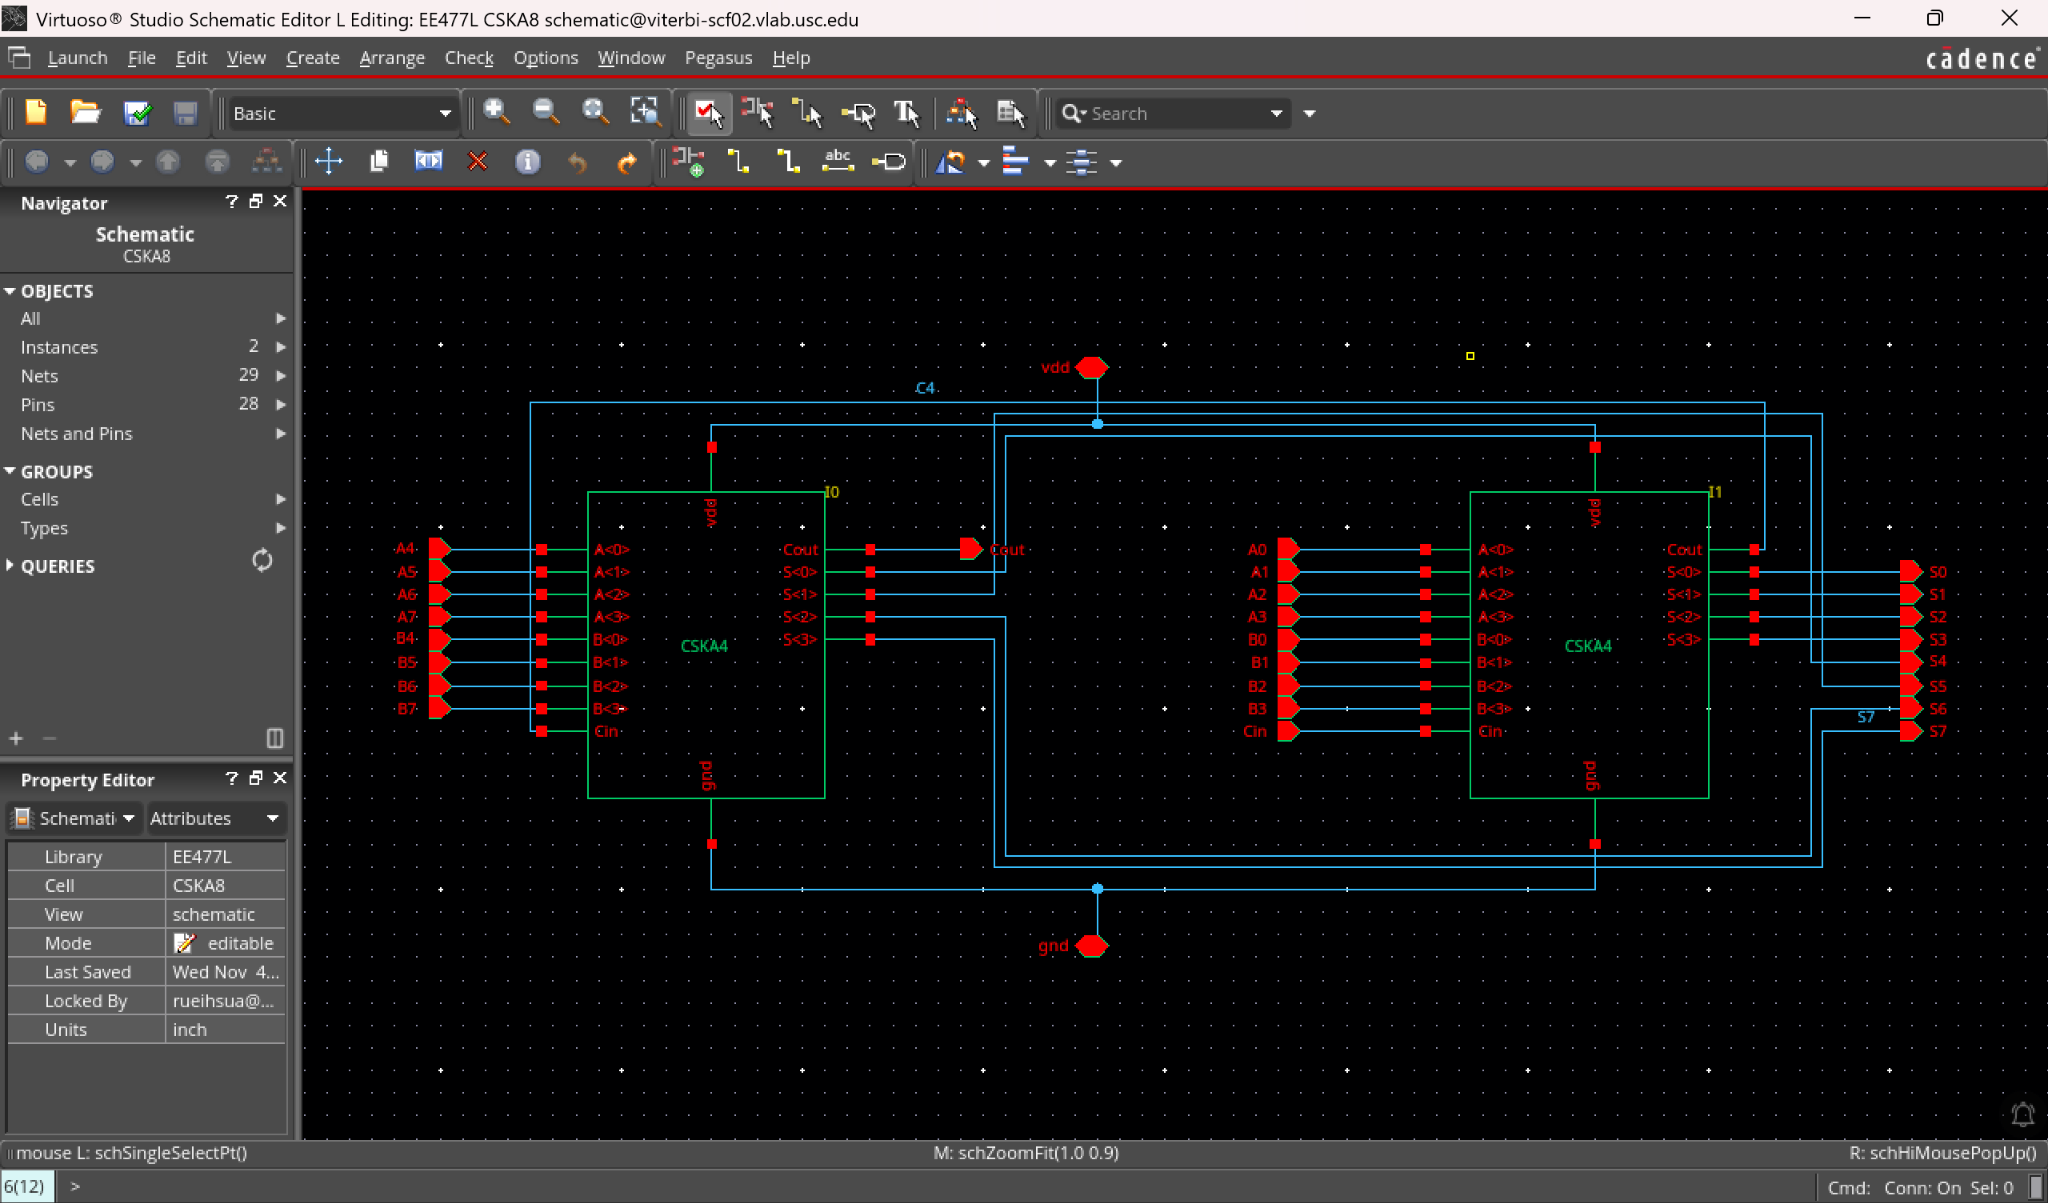 Virtuoso® Studio Schematic Editor L Editing: EE477L CSKA8 schematic@viterbi-scf02.vlab.usc.edu
Launch File Edit View Create Arrange Check Options Window Pegasus Help
cādence®
Basic
T
Search
abc
Navigator ?
Schematic
CSKA8
OBJECTS
All
Instances 2
Nets 29
Pins 28
Nets and Pins
GROUPS
Cells
Types
QUERIES
Property Editor ?
Schemati Attributes
Library EE477L
Cell CSKA8
View schematic
Mode editable
Last Saved Wed Nov 4...
Locked By rueihsua@...
Units inch
vdd
C4
I0
vdd
A4 A<0> Cout Cout
A5 A<1> S<0>
A6 A<2> S<1>
A7 A<3> S<2>
B4 B<0> S<3>
CSKA4
B5 B<1>
B6 B<2>
B7 B<3>
Cin
gnd
I1
vdd
A0 A<0> Cout
A1 A<1> S<0> S0
A2 A<2> S<1> S1
A3 A<3> S<2> S2
B0 B<0> S<3> S3
CSKA4
B1 B<1> S4
B2 B<2> S5
B3 B<3> S6
S7
Cin Cin S7
gnd
gnd
mouse L: schSingleSelectPt() M: schZoomFit(1.0 0.9) R: schHiMousePopUp()
6(12) > Cmd: Conn: On Sel: 0